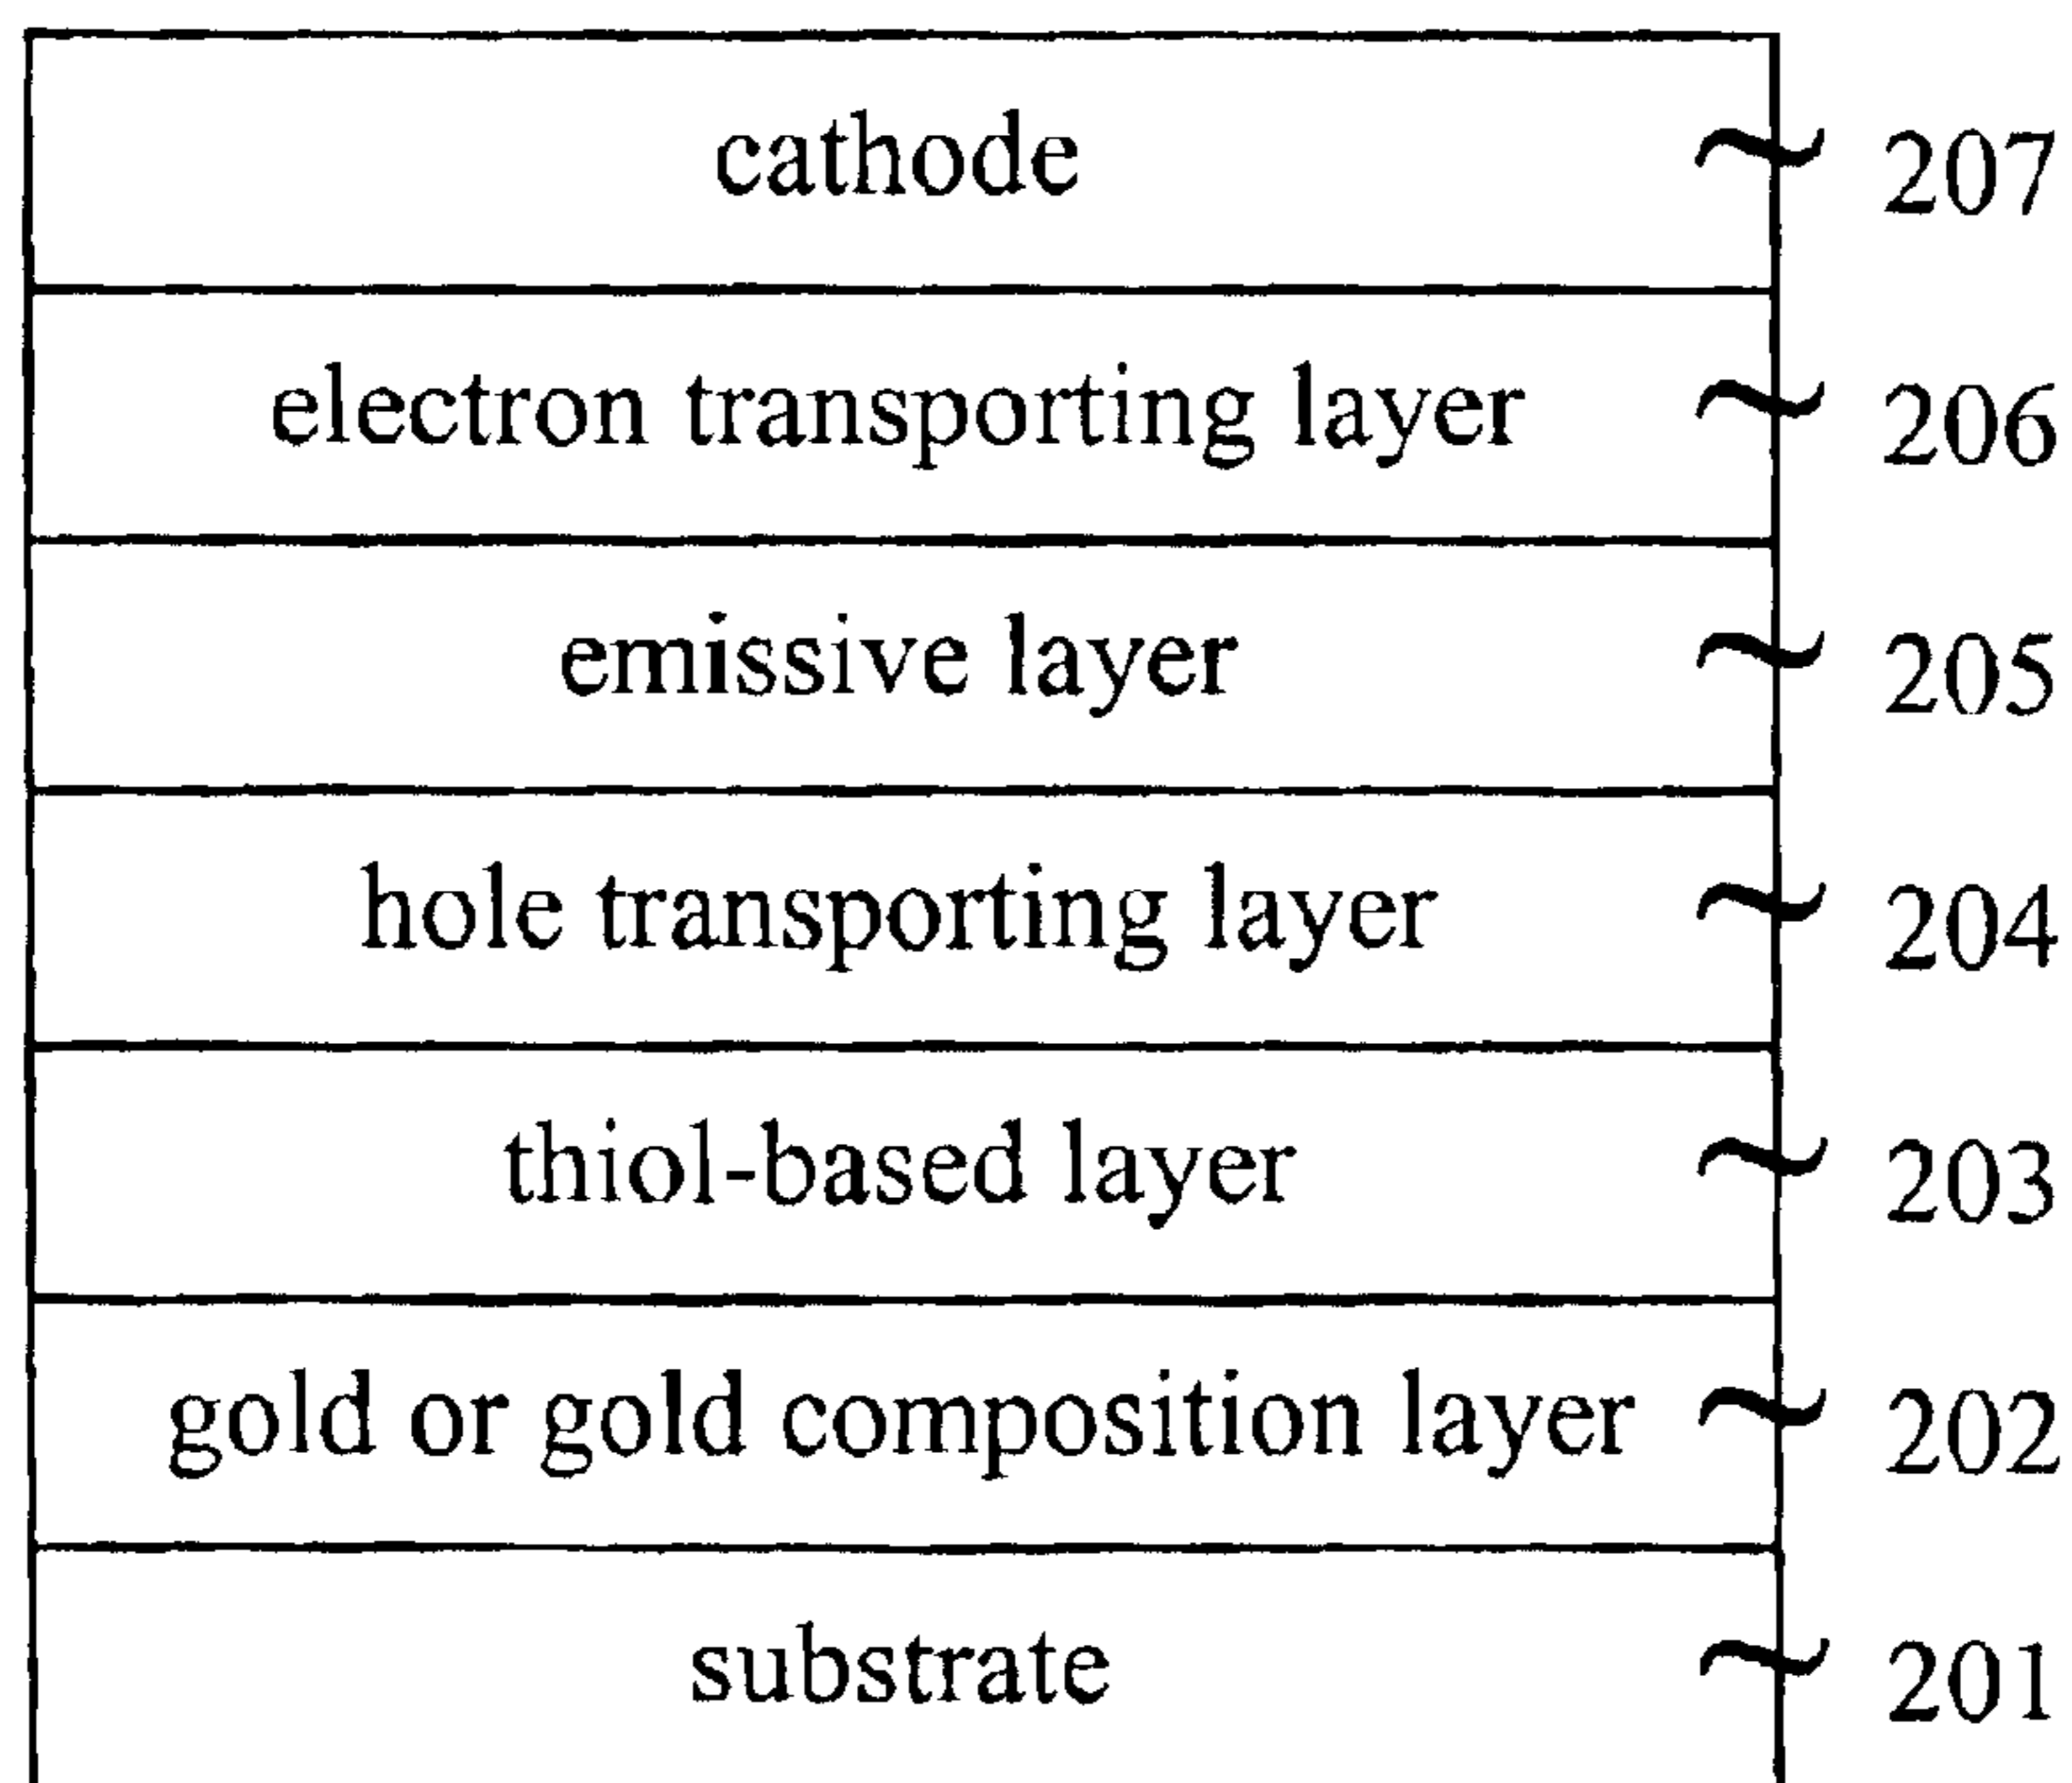 cathode 207
electron transporting layer 206
emissive layer 205
hole transporting layer 204
thiol-based layer 203
gold or gold composition layer 202
substrate 201